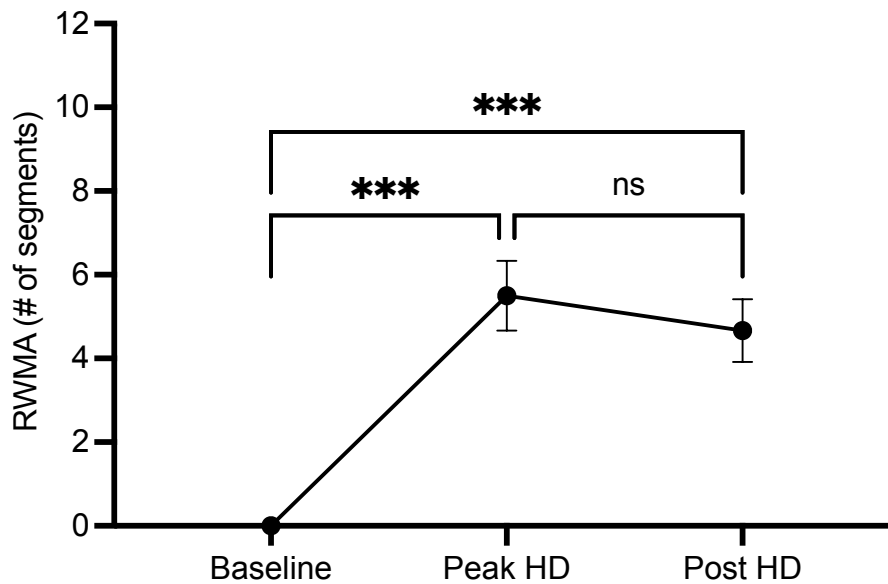 12
10
8
6
4
2
0
RWMA (# of segments)
***
***
ns
Baseline
Peak HD
Post HD